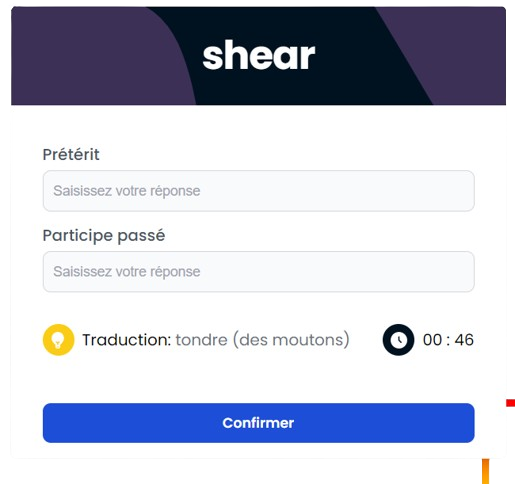 shear
Prétérit
Saisissez votre réponse
Participe passé
Saisissez votre réponse
Traduction: tondre (des moutons) 00 : 46
Confirmer